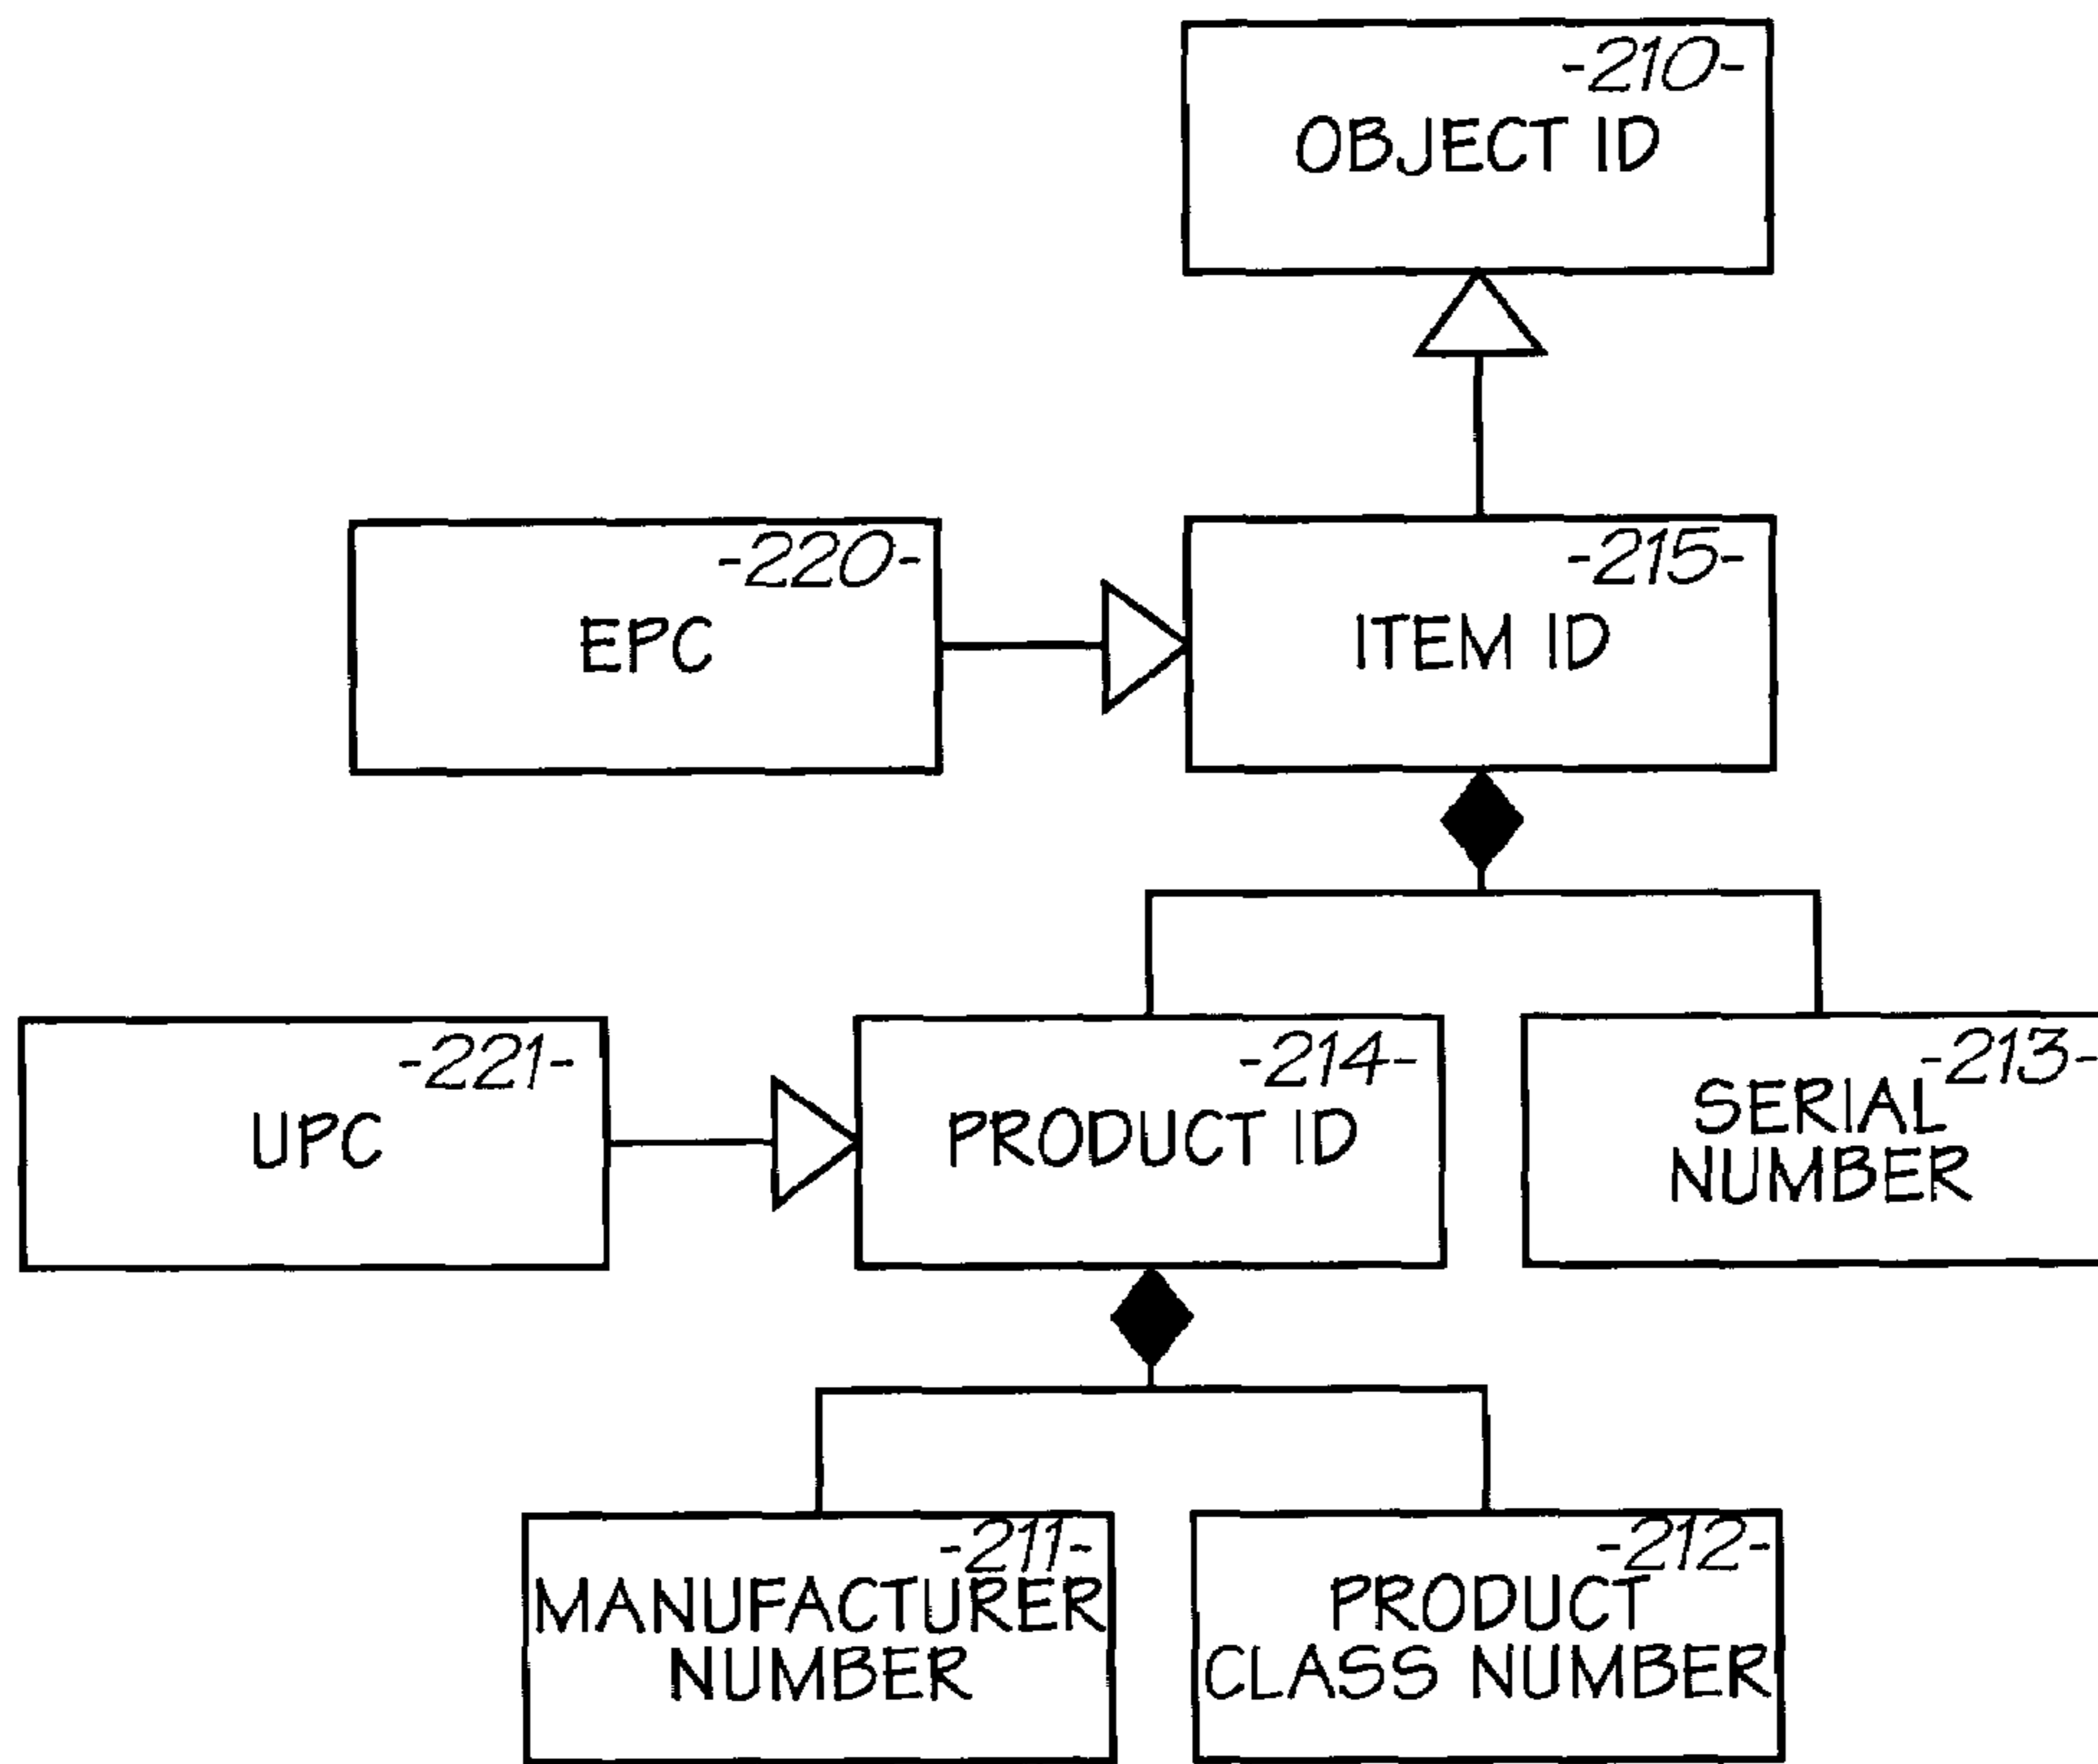 -210-
OBJECT ID
-220-
EPC
-215-
ITEM ID
-221-
UPC
-214-
PRODUCT ID
-213-
SERIAL
NUMBER
-211-
MANUFACTURER
NUMBER
-212-
PRODUCT
CLASS NUMBER